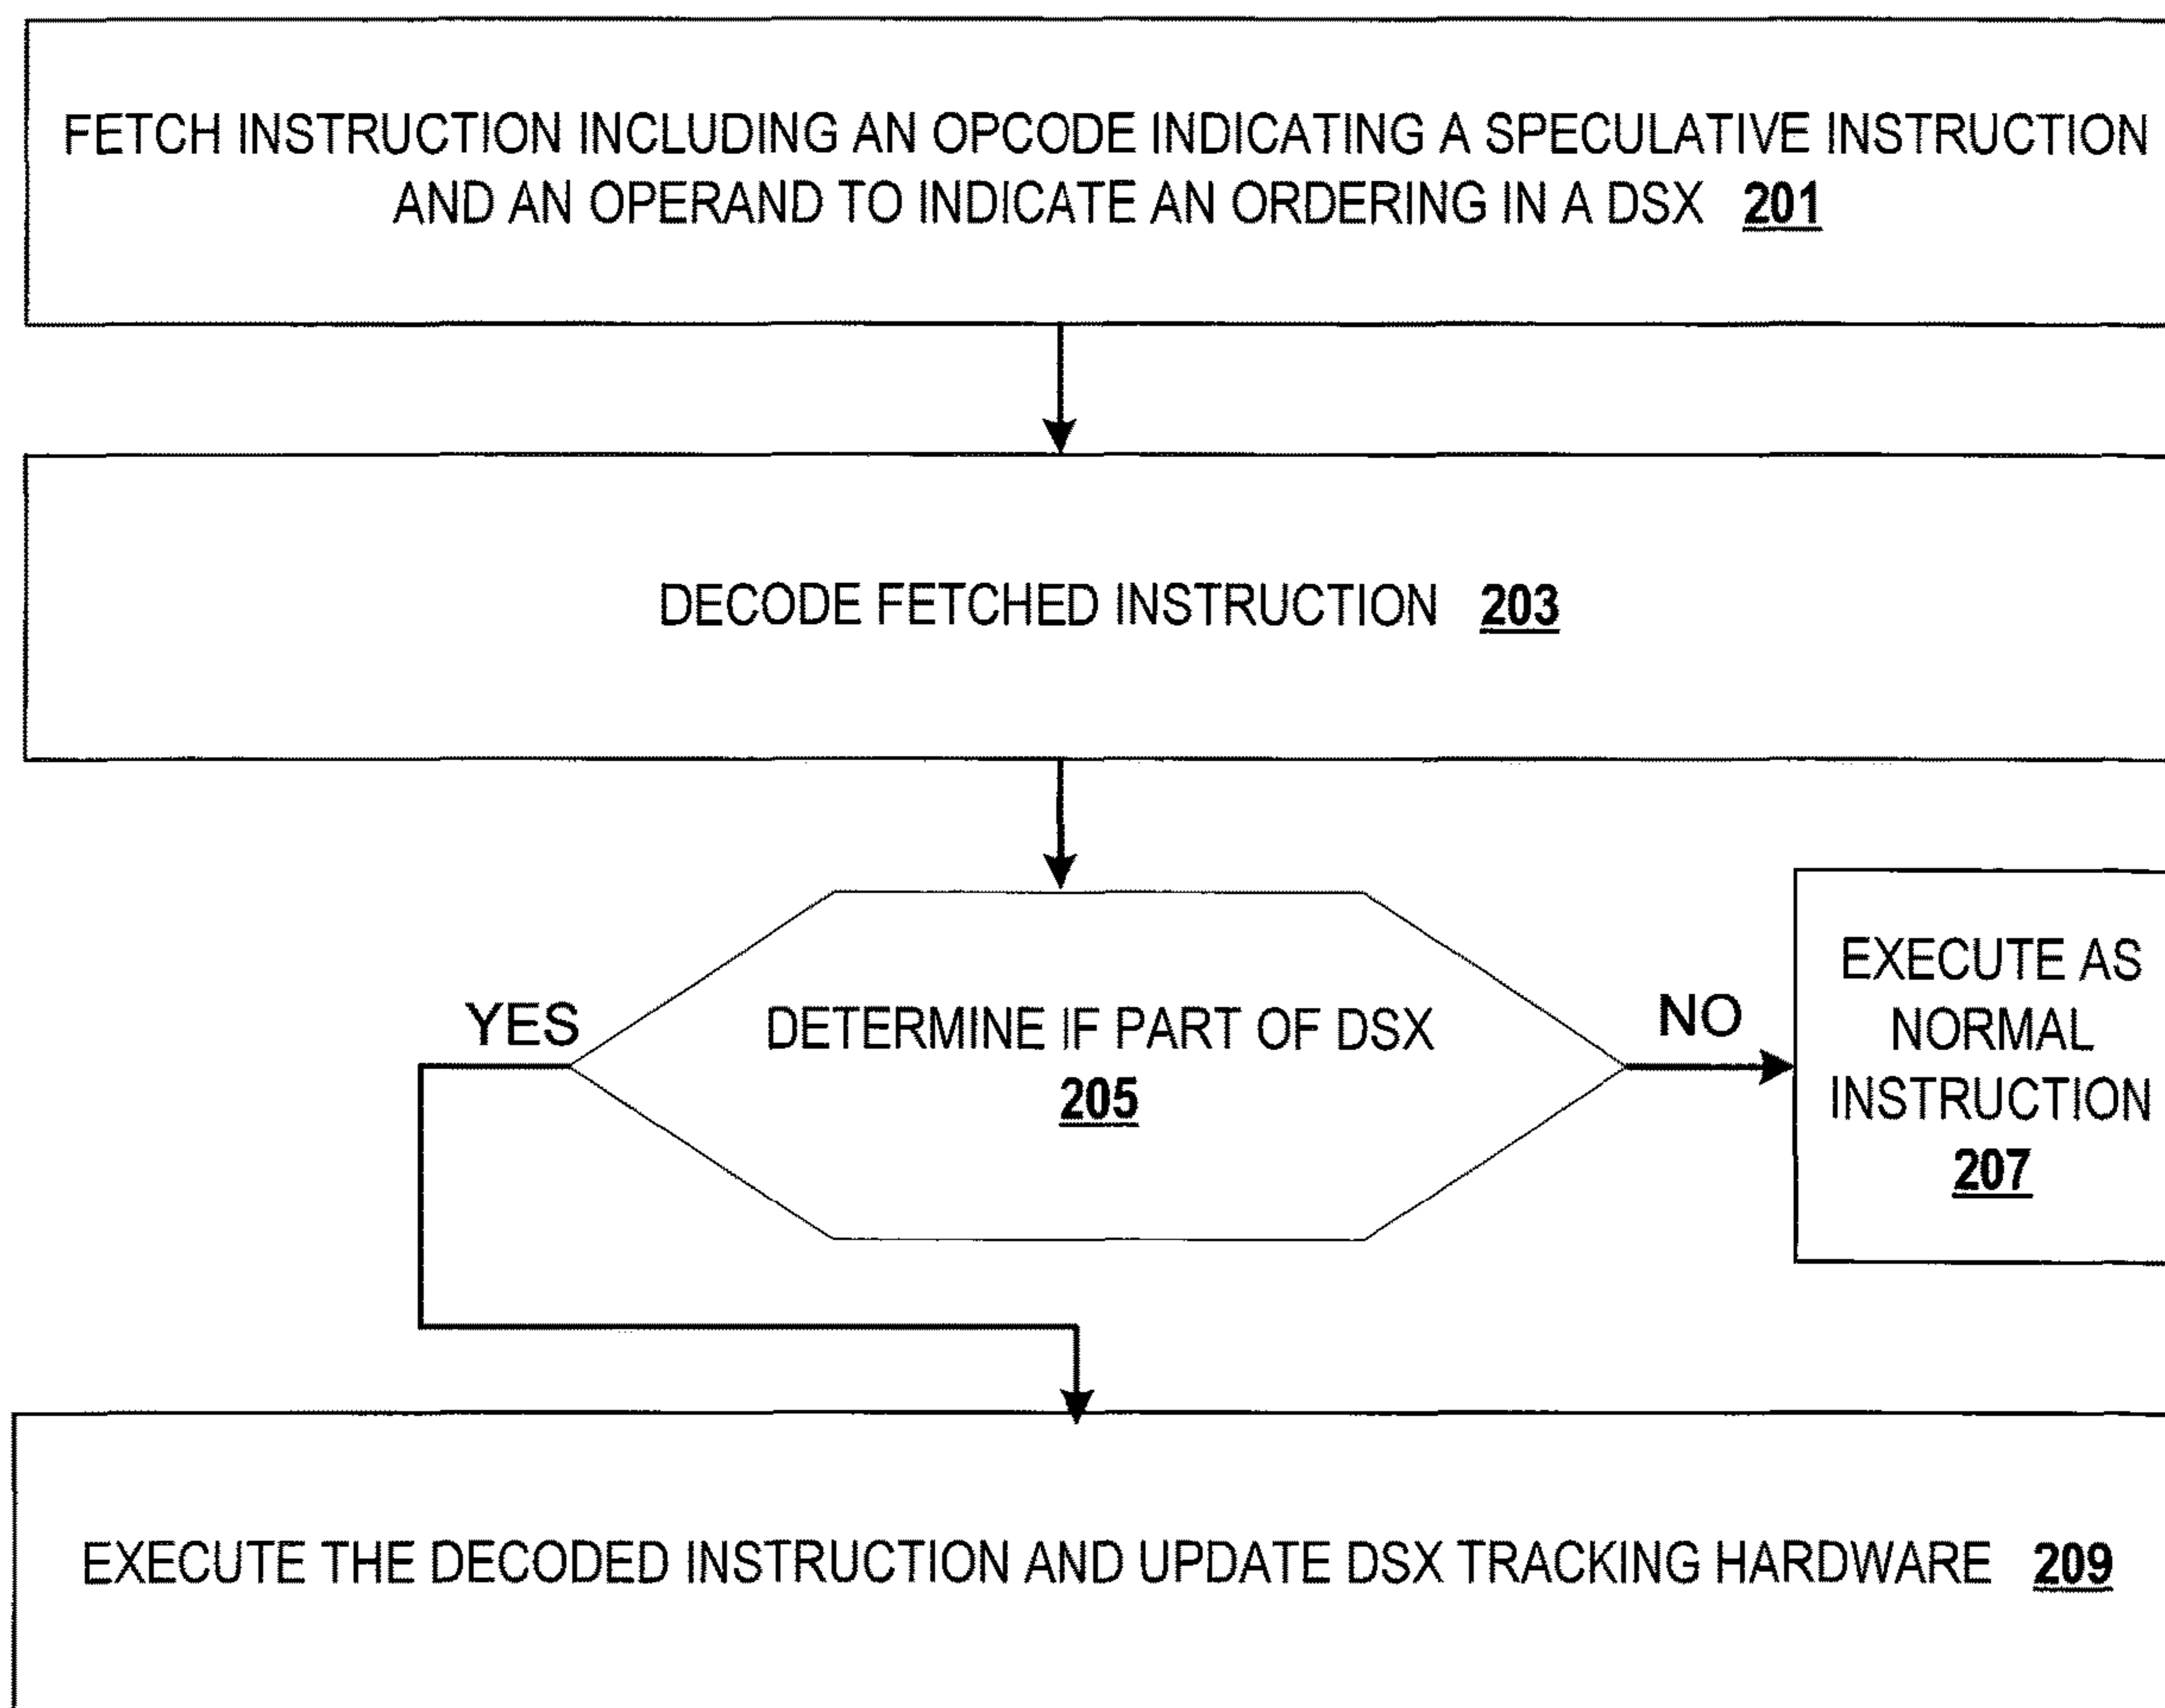 FETCH INSTRUCTION INCLUDING AN OPCODE INDICATING A SPECULATIVE INSTRUCTION
AND AN OPERAND TO INDICATE AN ORDERING IN A DSX 201
DECODE FETCHED INSTRUCTION 203
YES
DETERMINE IF PART OF DSX
205
NO
EXECUTE AS
NORMAL
INSTRUCTION
207
EXECUTE THE DECODED INSTRUCTION AND UPDATE DSX TRACKING HARDWARE 209